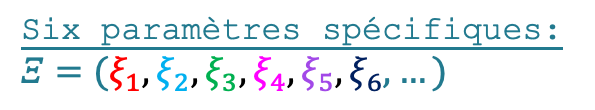 Six paramètres spécifiques:
Ξ = (ξ₁, ξ₂, ξ₃, ξ₄, ξ₅, ξ₆, …)